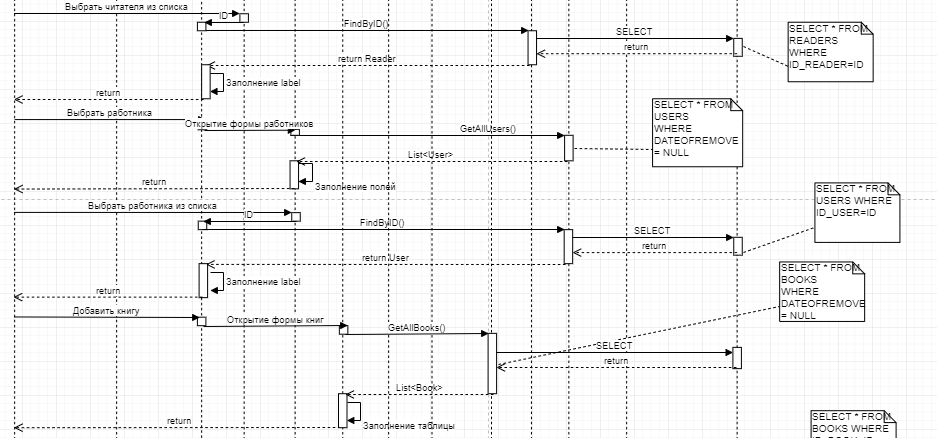 Выбрать читателя из списка
ID
FindByID()
SELECT
return
SELECT * FROM
READERS
WHERE
ID_READER=ID
return Reader
Заполнение label
return
Выбрать работника
Открытие формы работников
GetAllUsers()
SELECT * FROM
USERS
WHERE
DATEOFREMOVE
= NULL
List<User>
return
Заполнение полей
SELECT * FROM
USERS WHERE
ID_USER=ID
Выбрать работника из списка
ID
FindByID()
SELECT
return
return User
Заполнение label
return
SELECT * FROM
BOOKS
WHERE
DATEOFREMOVE
= NULL
Добавить книгу
Открытие формы книг
GetAllBooks()
SELECT
return
List<Book>
return
Заполнение таблицы
SELECT * FROM
BOOKS WHERE